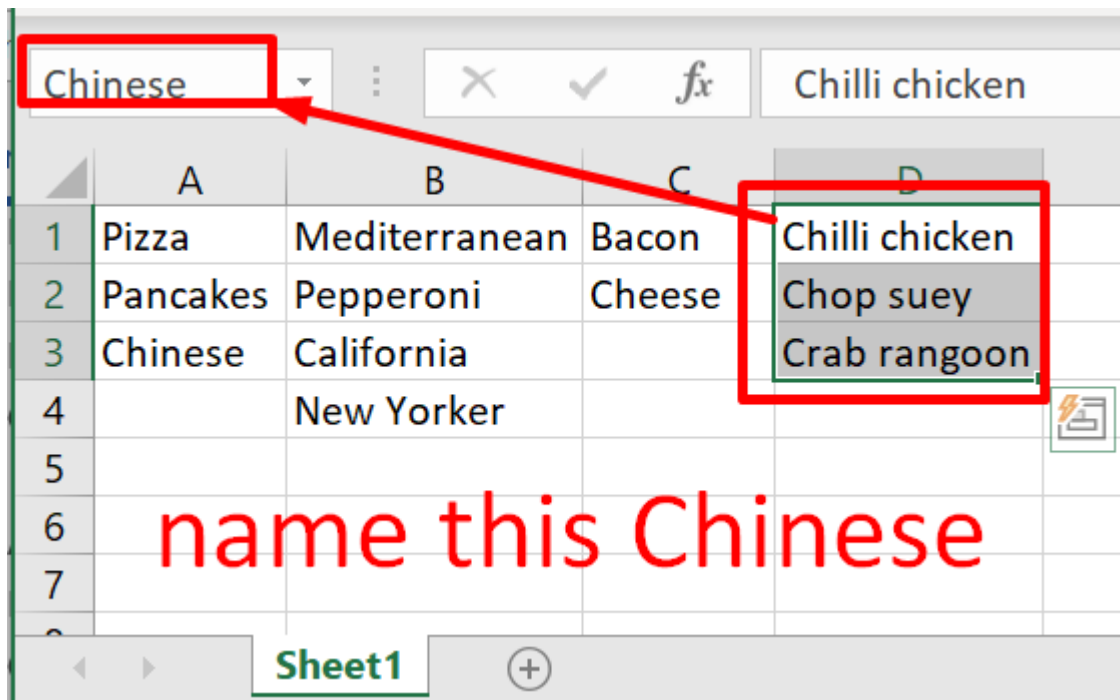 Chinese fx Chilli chicken
A B C D
1 Pizza Mediterranean Bacon Chilli chicken
2 Pancakes Pepperoni Cheese Chop suey
3 Chinese California Crab rangoon
4 New Yorker
5
6
7
name this Chinese
Sheet1